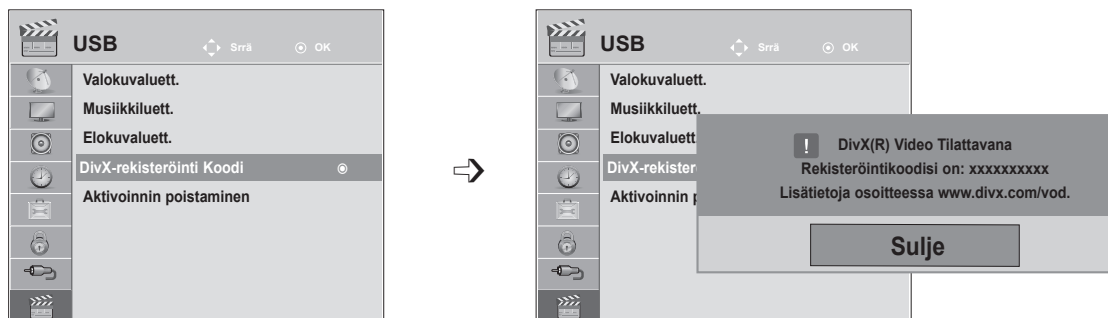 USB Srrä OK
Valokuvaluett.
Musiikkiluett.
Elokuvaluett.
DivX-rekisteröinti Koodi
Aktivoinnin poistaminen
USB Srrä OK
Valokuvaluett.
Musiikkiluett.
Elokuvaluett
DivX-rekister
Aktivoinnin p
! DivX(R) Video Tilattavana
Rekisteröintikoodisi on: xxxxxxxxxx
Lisätietoja osoitteessa www.divx.com/vod.
Sulje